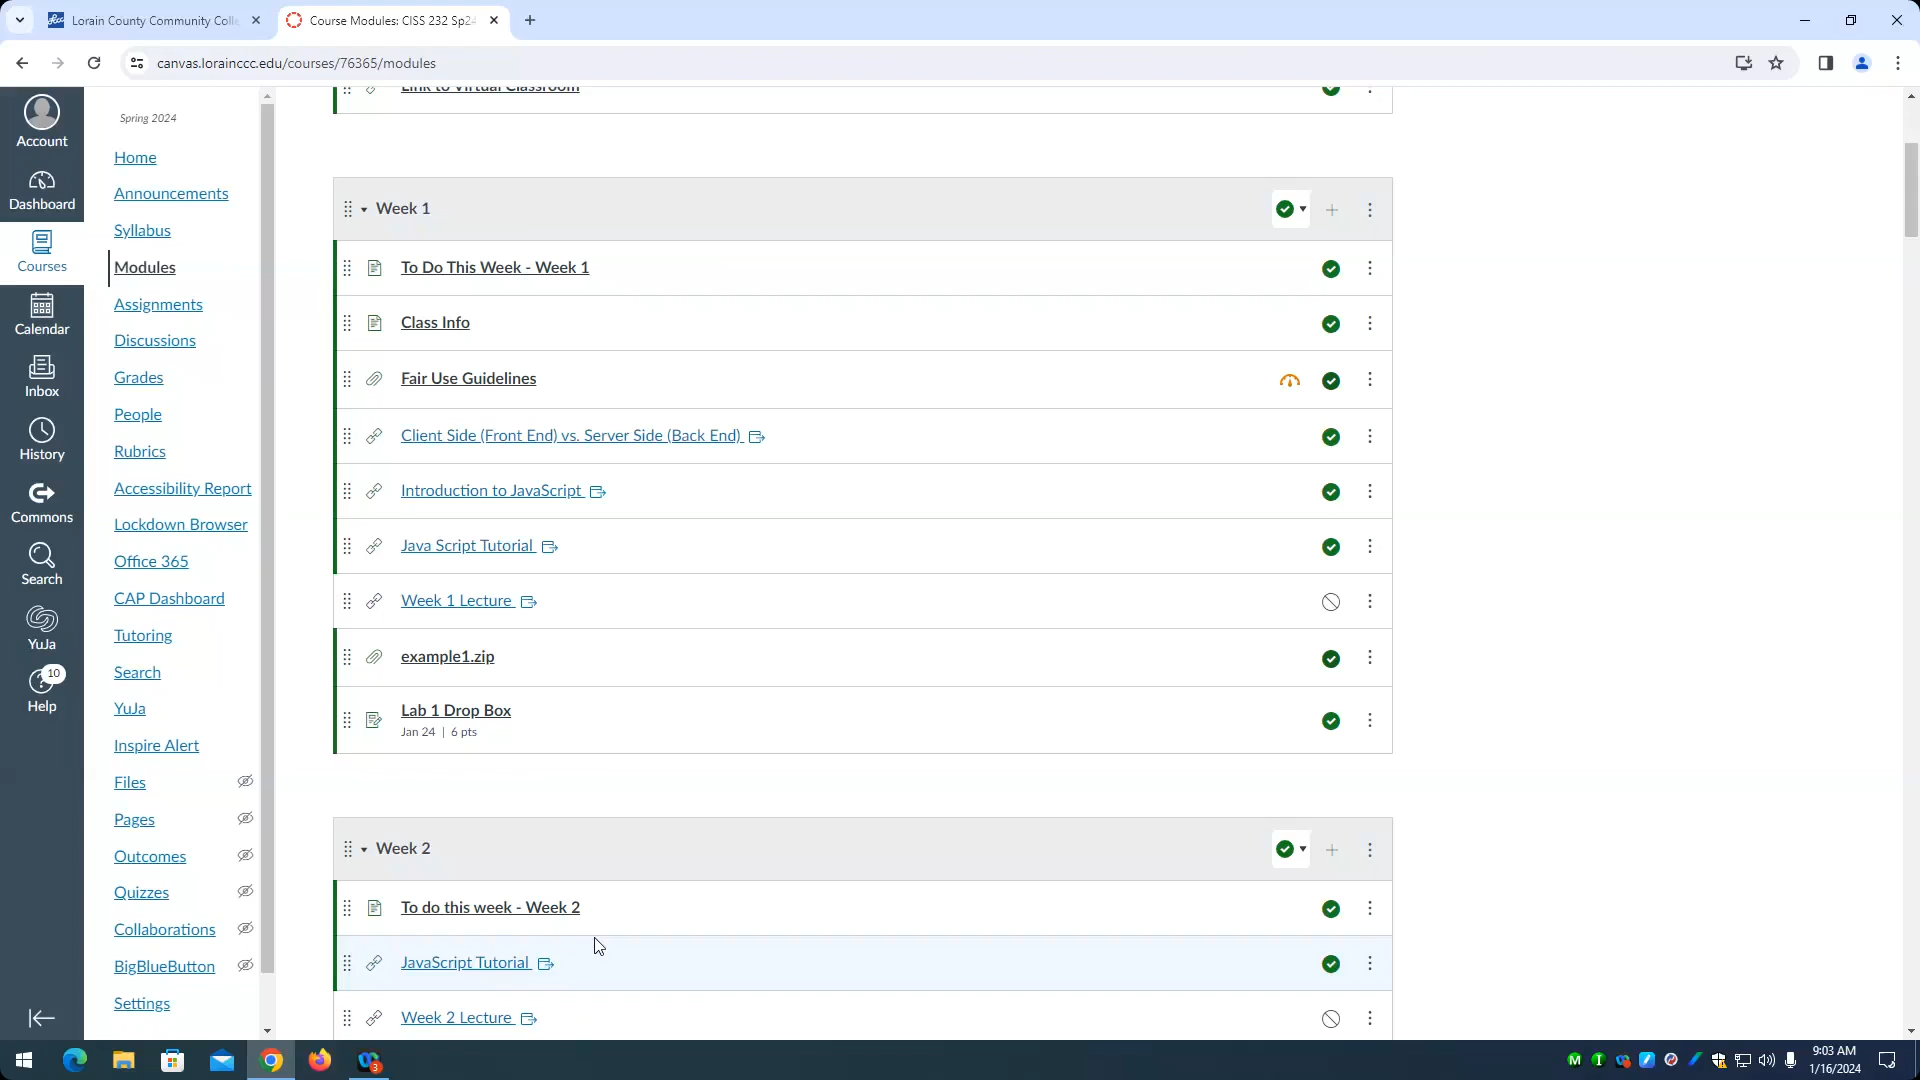 Lorain County Community Colle
Course Modules: CISS 232 Sp24
canvas.lorainccc.edu/courses/76365/modules
Account
Dashboard
Courses
Calendar
Inbox
History
Commons
Search
YuJa
10
Help
Spring 2024
Home
Announcements
Syllabus
Modules
Assignments
Discussions
Grades
People
Rubrics
Accessibility Report
Lockdown Browser
Office 365
CAP Dashboard
Tutoring
Search
YuJa
Inspire Alert
Files
Pages
Outcomes
Quizzes
Collaborations
BigBlueButton
Settings
Link to Virtual Classroom
Week 1
To Do This Week - Week 1
Class Info
Fair Use Guidelines
Client Side (Front End) vs. Server Side (Back End)
Introduction to JavaScript
Java Script Tutorial
Week 1 Lecture
example1.zip
Lab 1 Drop Box
Jan 24 | 6 pts
Week 2
To do this week - Week 2
JavaScript Tutorial
Week 2 Lecture
3
9:03 AM
1/16/2024